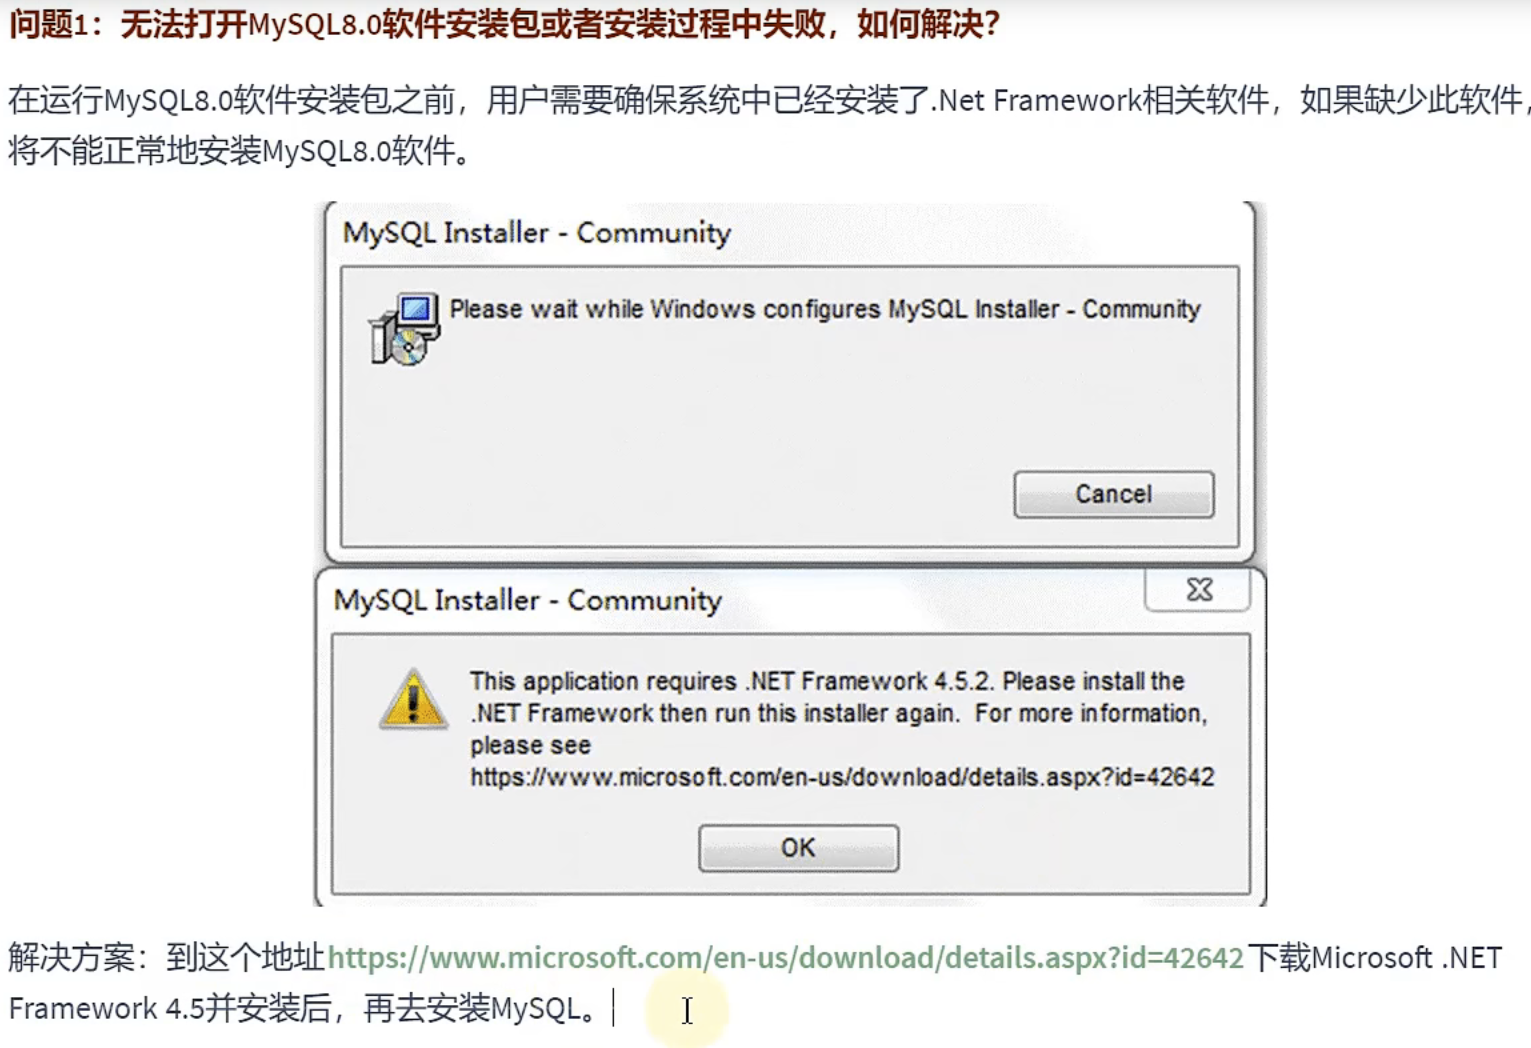 问题1：无法打开MySQL8.0软件安装包或者安装过程中失败，如何解决？
在运行MySQL8.0软件安装包之前，用户需要确保系统中已经安装了.Net Framework相关软件，如果缺少此软件，
将不能正常地安装MySQL8.0软件。
MySQL Installer - Community
Please wait while Windows configures MySQL Installer - Community
Cancel
MySQL Installer - Community
This application requires .NET Framework 4.5.2. Please install the
.NET Framework then run this installer again. For more information,
please see
https://www.microsoft.com/en-us/download/details.aspx?id=42642
OK
解决方案：到这个地址https://www.microsoft.com/en-us/download/details.aspx?id=42642下载Microsoft .NET
Framework 4.5并安装后，再去安装MySQL。